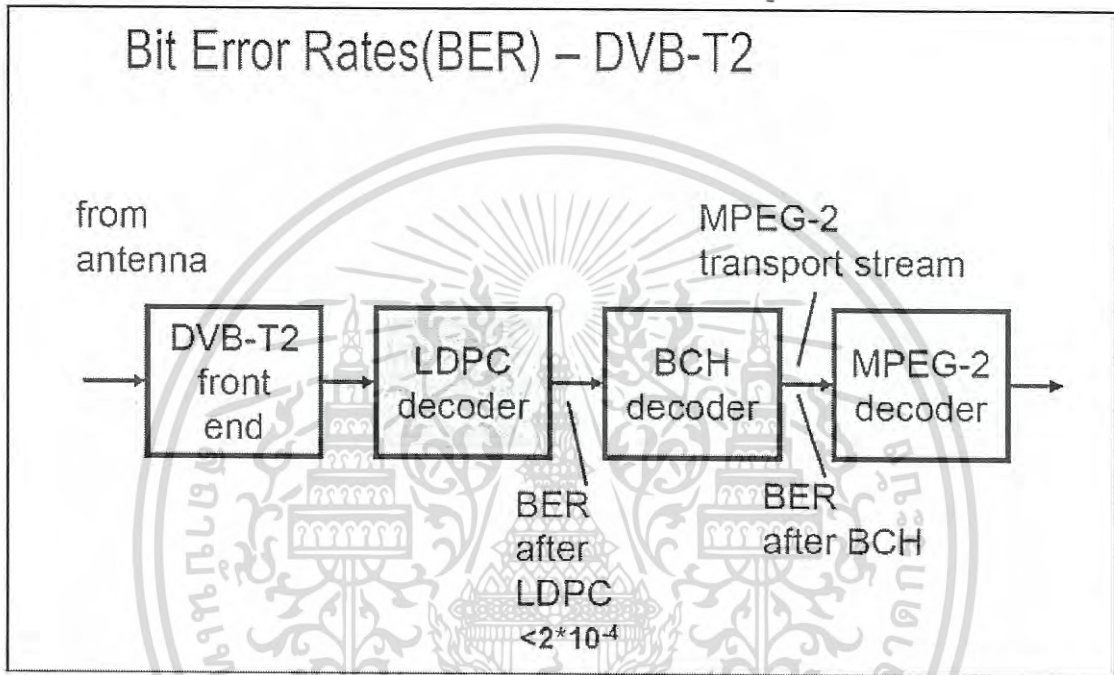 Bit Error Rates(BER) – DVB-T2
from
antenna
MPEG-2
transport stream
DVB-T2
front
end
LDPC
decoder
BCH
decoder
MPEG-2
decoder
BER
after
LDPC
<2*10-4
BER
after BCH